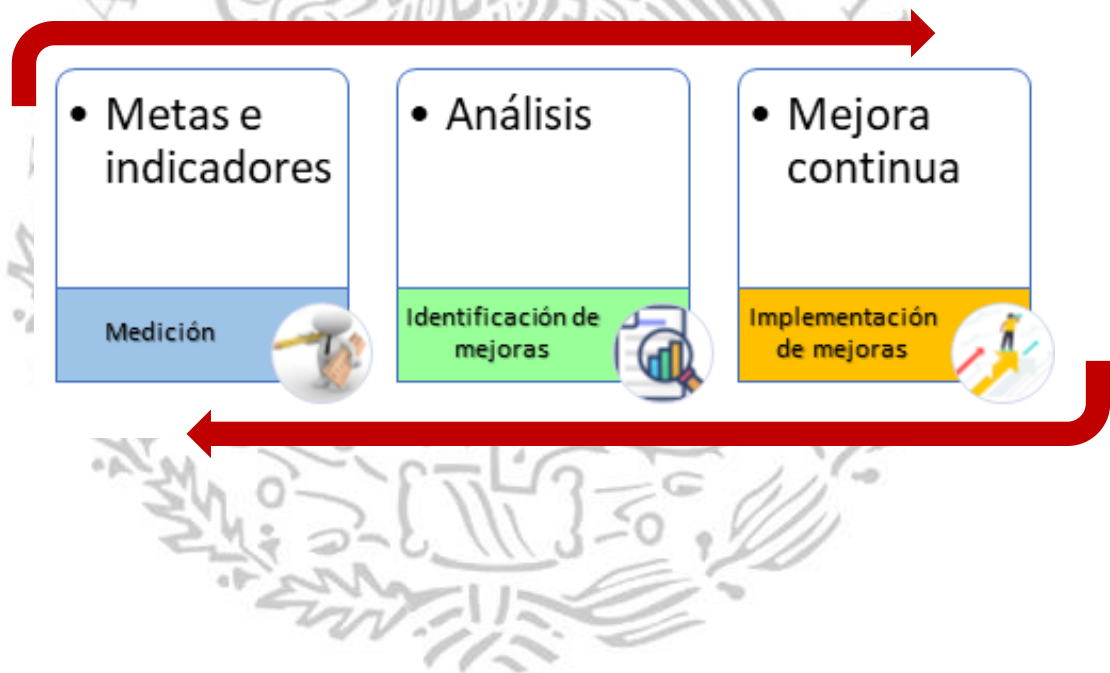 • Metas e
indicadores
Medición
• Análisis
Identificación de
mejoras
• Mejora
continua
Implementación
de mejoras